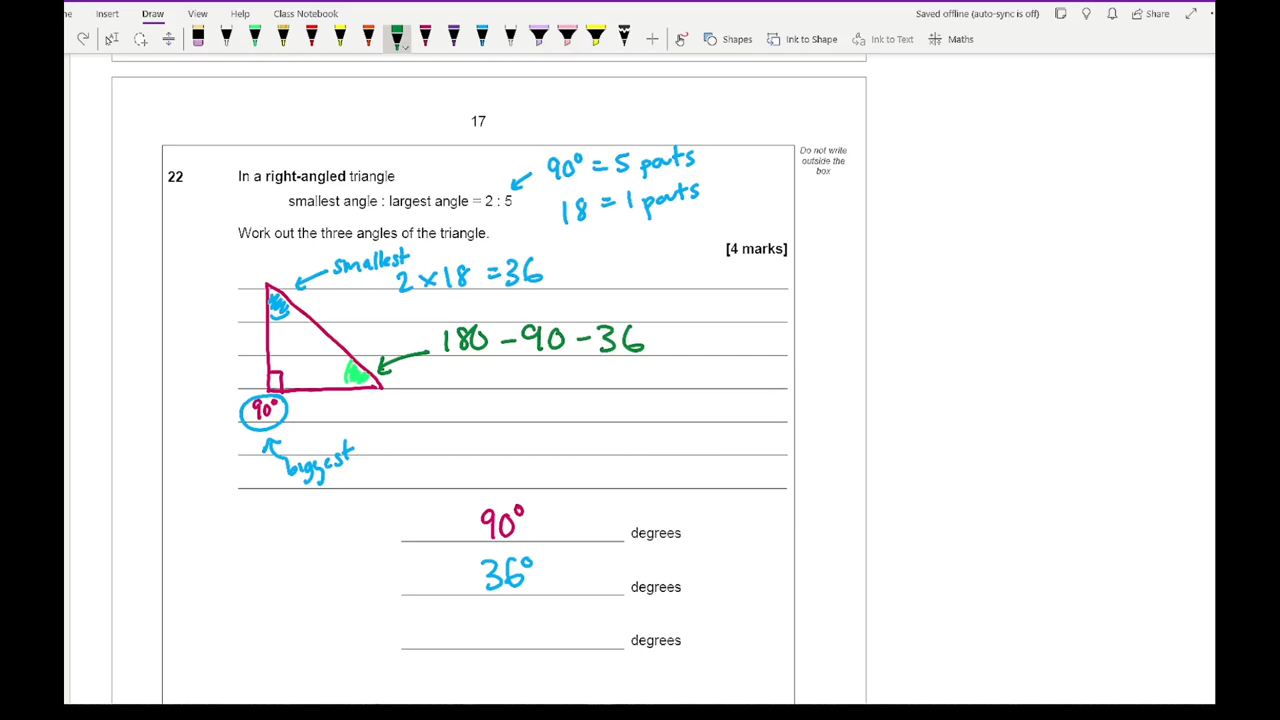 me Insert Draw View Help Class Notebook Saved offline (auto-sync is off) Share
Shapes Ink to Shape Ink to Text Maths
17
Do not write
outside the
box
22 In a right-angled triangle
90° = 5 parts
smallest angle : largest angle = 2 : 5
18 = 1 parts
Work out the three angles of the triangle.
[4 marks]
smallest
2 × 18 = 36
180 - 90 - 36
90°
biggest
90° degrees
36° degrees
degrees